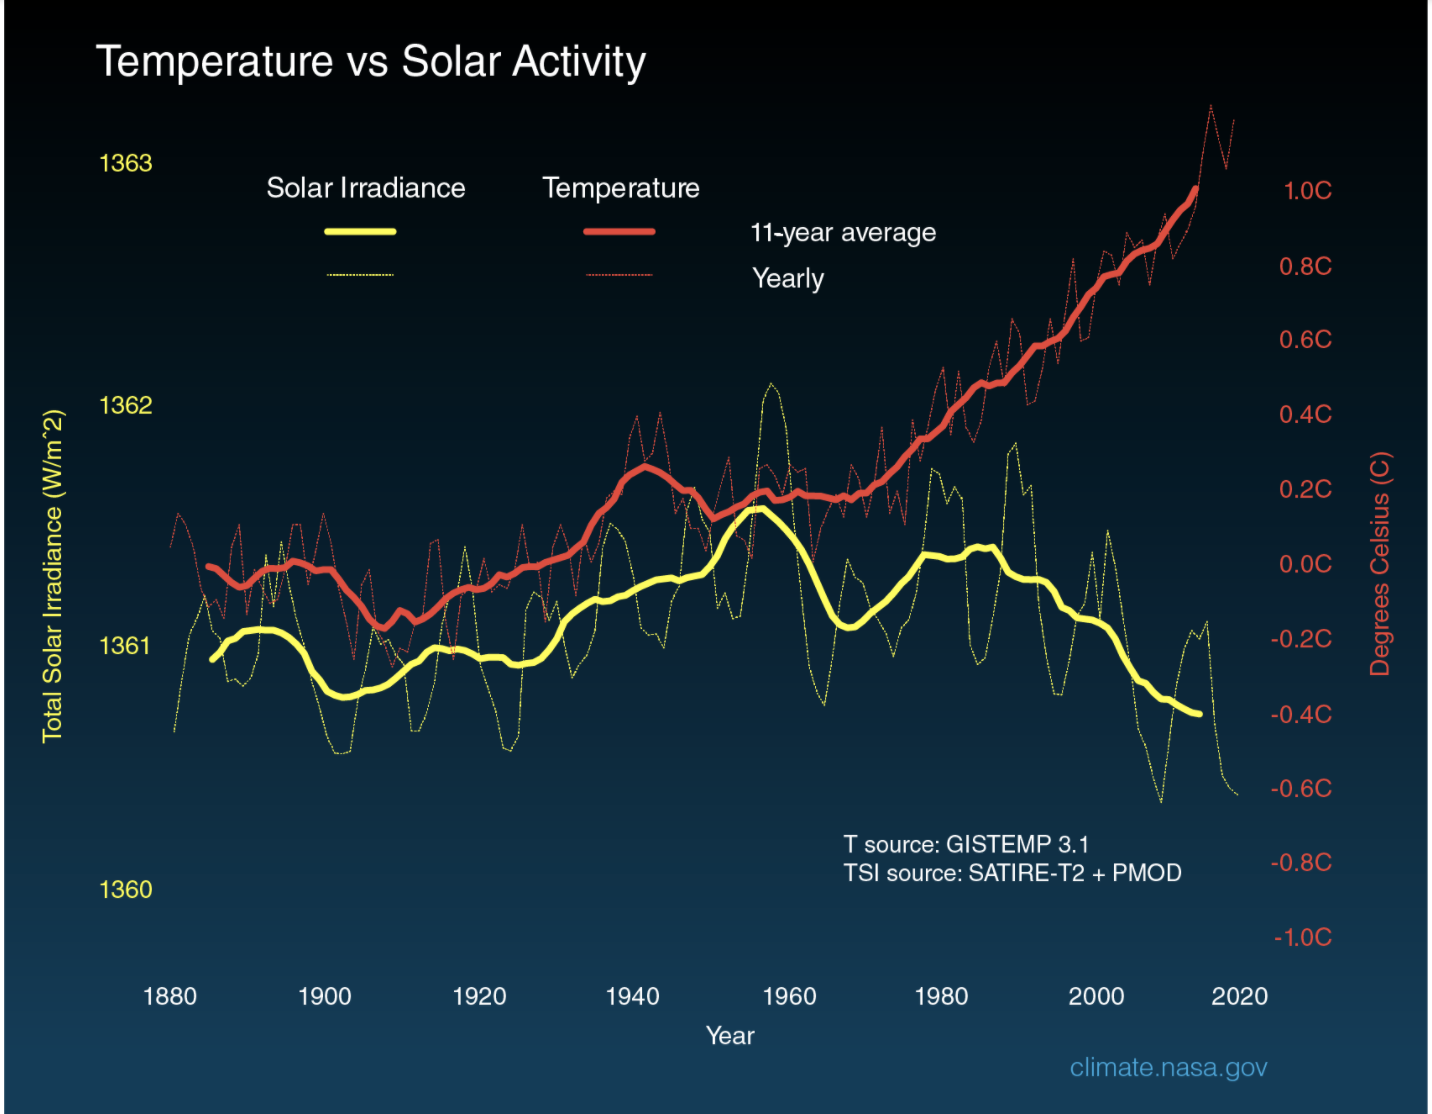 Temperature vs Solar Activity
1363
Solar Irradiance Temperature
11-year average
Yearly
1.0C
0.8C
0.6C
1362
0.4C
0.2C
0.0C
1361
-0.2C
-0.4C
-0.6C
-0.8C
1360
-1.0C
Total Solar Irradiance (W/m^2)
Degrees Celsius (C)
T source: GISTEMP 3.1
TSI source: SATIRE-T2 + PMOD
1880 1900 1920 1940 1960 1980 2000 2020
Year
climate.nasa.gov